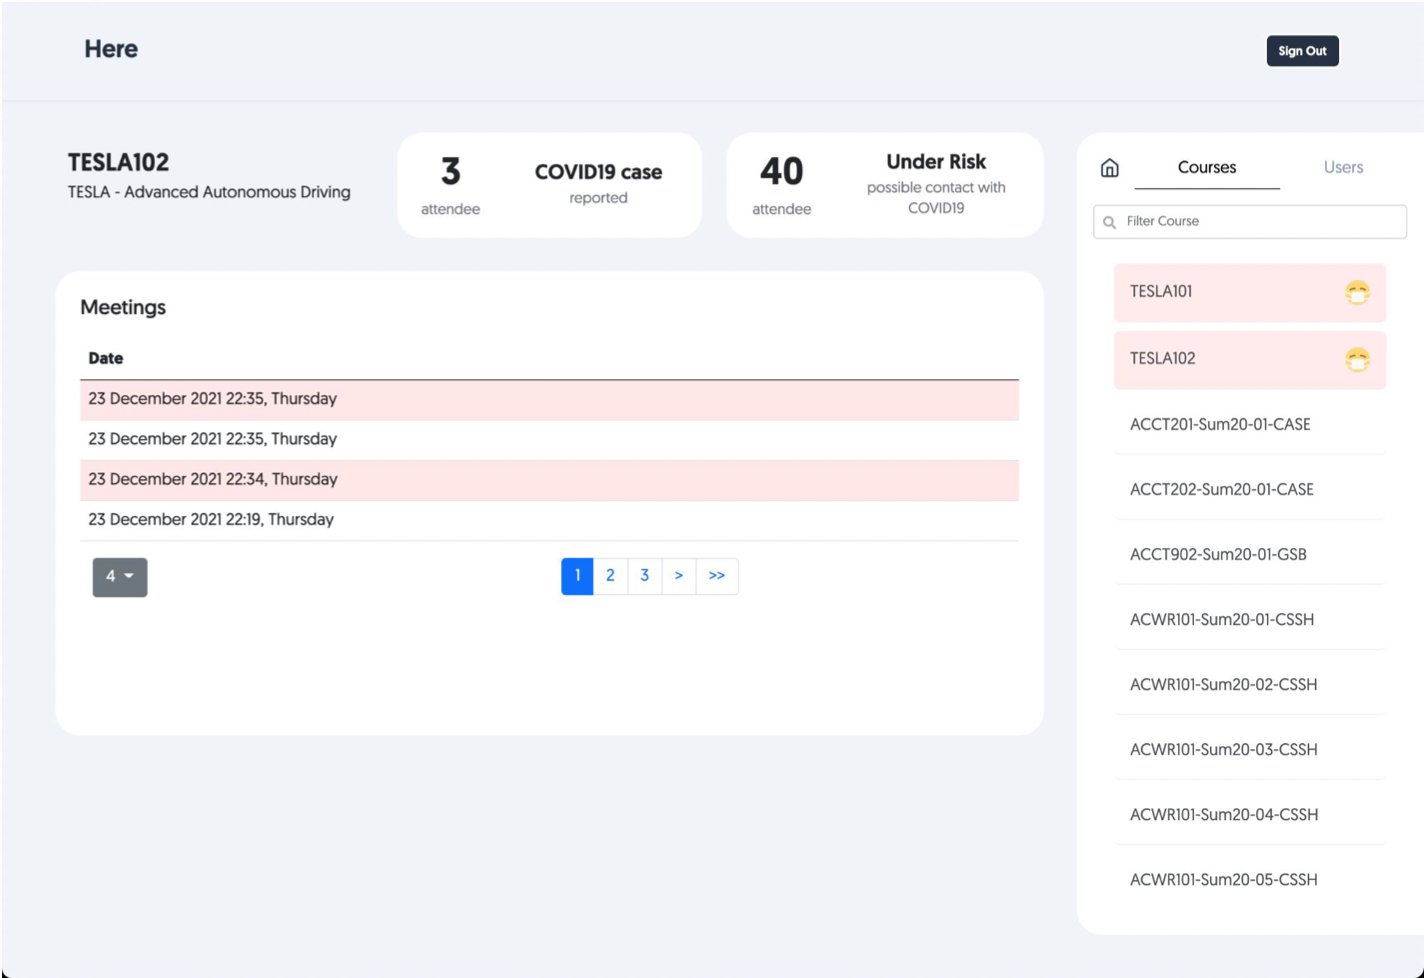 Here
Sign Out
TESLA102
TESLA - Advanced Autonomous Driving
3
attendee
COVID19 case
reported
40
attendee
Under Risk
possible contact with
COVID19
Meetings
Date
23 December 2021 22:35, Thursday
23 December 2021 22:35, Thursday
23 December 2021 22:34, Thursday
23 December 2021 22:19, Thursday
4
1 2 3 > >>
Courses
Users
Filter Course
TESLA101
TESLA102
ACCT201-Sum20-01-CASE
ACCT202-Sum20-01-CASE
ACCT902-Sum20-01-GSB
ACWR101-Sum20-01-CSSH
ACWR101-Sum20-02-CSSH
ACWR101-Sum20-03-CSSH
ACWR101-Sum20-04-CSSH
ACWR101-Sum20-05-CSSH